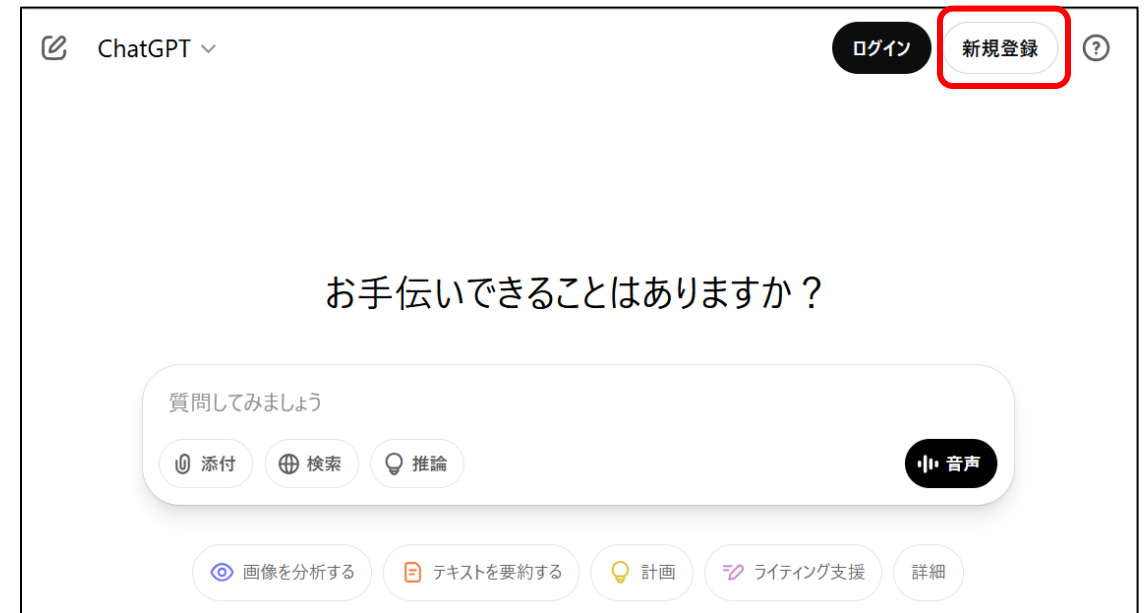 ChatGPT
ログイン
新規登録
お手伝いできることはありますか？
質問してみましょう
添付 検索 推論 音声
画像を分析する テキストを要約する 計画 ライティング支援 詳細